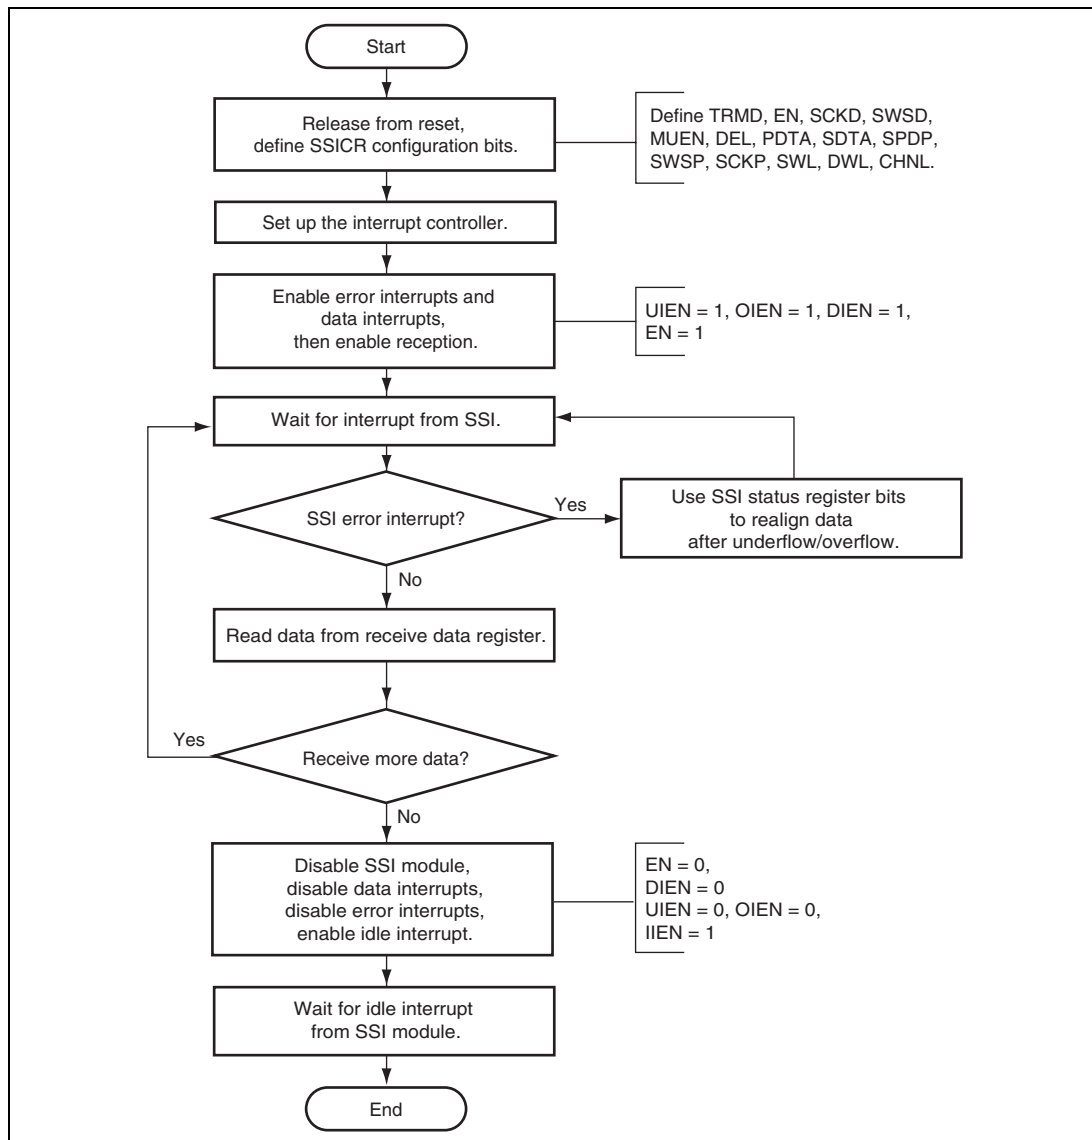 Start
Release from reset,
define SSICR configuration bits.
Define TRMD, EN, SCKD, SWSD,
MUEN, DEL, PDTA, SDTA, SPDP,
SWSP, SCKP, SWL, DWL, CHNL.
Set up the interrupt controller.
Enable error interrupts and
data interrupts,
then enable reception.
UIEN = 1, OIEN = 1, DIEN = 1,
EN = 1
Wait for interrupt from SSI.
SSI error interrupt?
Yes
Use SSI status register bits
to realign data
after underflow/overflow.
No
Read data from receive data register.
Yes
Receive more data?
No
Disable SSI module,
disable data interrupts,
disable error interrupts,
enable idle interrupt.
EN = 0,
DIEN = 0
UIEN = 0, OIEN = 0,
IIEN = 1
Wait for idle interrupt
from SSI module.
End